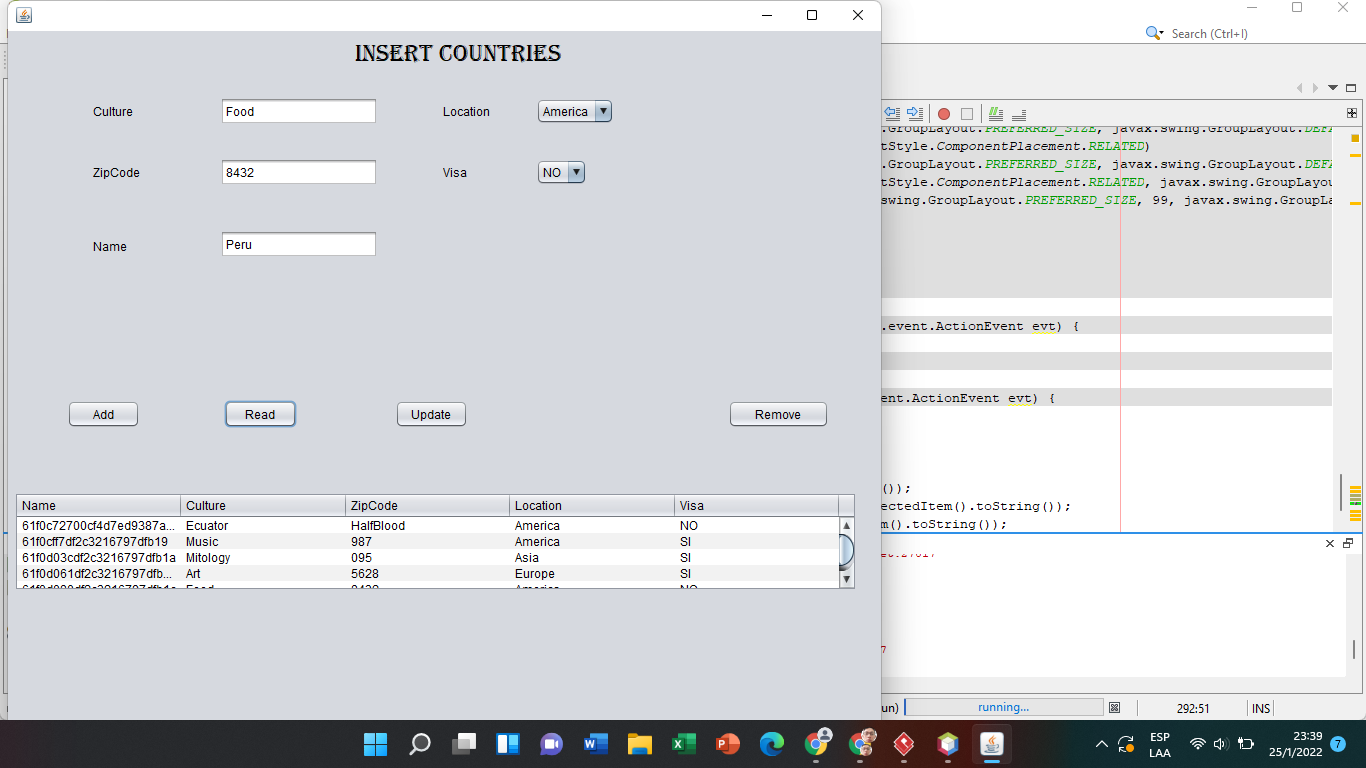 INSERT COUNTRIES
Search (Ctrl+I)
Culture Food Location America
ZipCode 8432 Visa NO
Name Peru
Add Read Update Remove
Name Culture ZipCode Location Visa
61f0c72700cf4d7ed9387a... Ecuator HalfBlood America NO
61f0cff7df2c3216797dfb19 Music 987 America SI
61f0d03cdf2c3216797dfb1a Mitology 095 Asia SI
61f0d061df2c3216797dfb... Art 5628 Europe SI
.GroupLayout.PREFERRED_SIZE, javax.swing.GroupLayout.DEFA
tStyle.ComponentPlacement.RELATED)
.GroupLayout.PREFERRED_SIZE, javax.swing.GroupLayout.DEFA
tStyle.ComponentPlacement.RELATED, javax.swing.GroupLayou
swing.GroupLayout.PREFERRED_SIZE, 99, javax.swing.GroupLa
.event.ActionEvent evt) {
ent.ActionEvent evt) {
());
ectedItem().toString());
m().toString());
7
un) running... 292:51 INS
ESP
LAA
23:39
25/1/2022
7